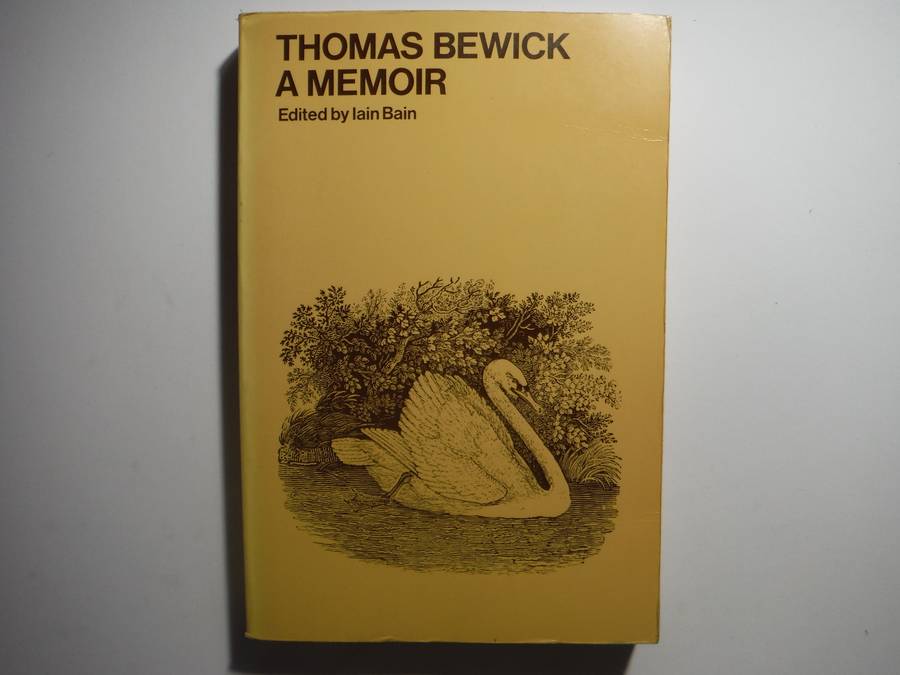 THOMAS BEWICK
A MEMOIR
Edited by Iain Bain